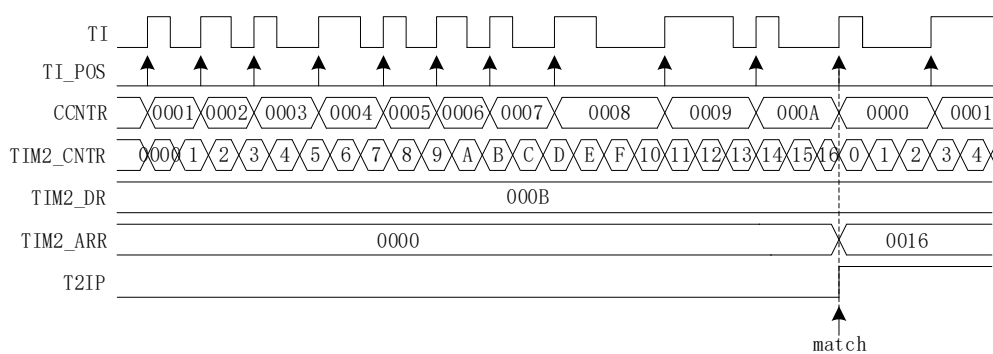 TI
TI_POS
CCNTR 0001 0002 0003 0004 0005 0006 0007 0008 0009 000A 0000 0001
TIM2_CNTR 0000 1 2 3 4 5 6 7 8 9 A B C D E F 10 11 12 13 14 15 16 0 1 2 3 4
TIM2_DR 000B
TIM2_ARR 0000 0016
T2IP
match